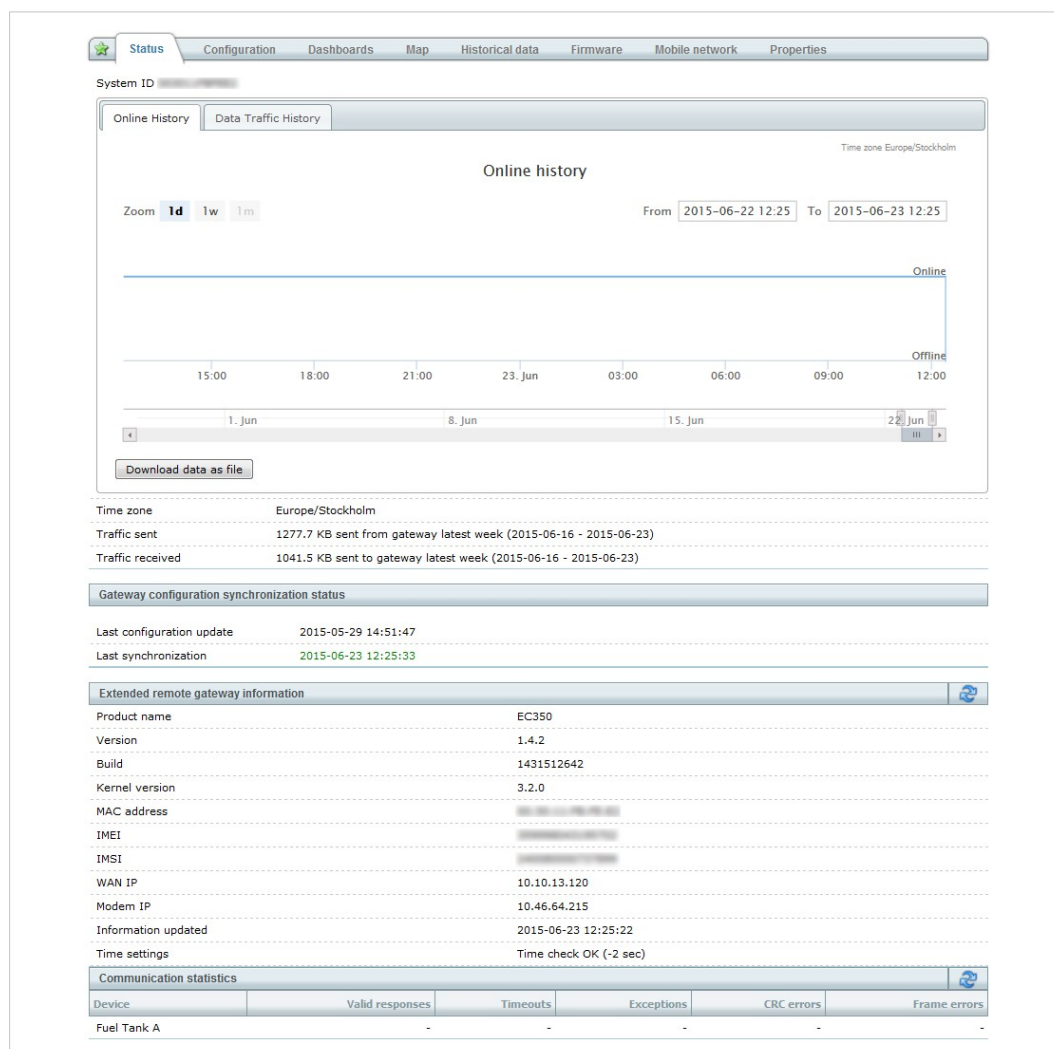 Status Configuration Dashboards Map Historical data Firmware Mobile network Properties
System ID
Online History Data Traffic History
Time zone Europe/Stockholm
Online history
Zoom 1d 1w 1m From 2015-06-22 12:25 To 2015-06-23 12:25
Online
Offline
15:00 18:00 21:00 23. Jun 03:00 06:00 09:00 12:00
1. Jun 8. Jun 15. Jun 22. Jun
Download data as file
Time zone Europe/Stockholm
Traffic sent 1277.7 KB sent from gateway latest week (2015-06-16 - 2015-06-23)
Traffic received 1041.5 KB sent to gateway latest week (2015-06-16 - 2015-06-23)
Gateway configuration synchronization status
Last configuration update 2015-05-29 14:51:47
Last synchronization 2015-06-23 12:25:33
Extended remote gateway information
Product name EC350
Version 1.4.2
Build 1431512642
Kernel version 3.2.0
MAC address
IMEI
IMSI
WAN IP 10.10.13.120
Modem IP 10.46.64.215
Information updated 2015-06-23 12:25:22
Time settings Time check OK (-2 sec)
Communication statistics
Device Valid responses Timeouts Exceptions CRC errors Frame errors
Fuel Tank A - - - - -